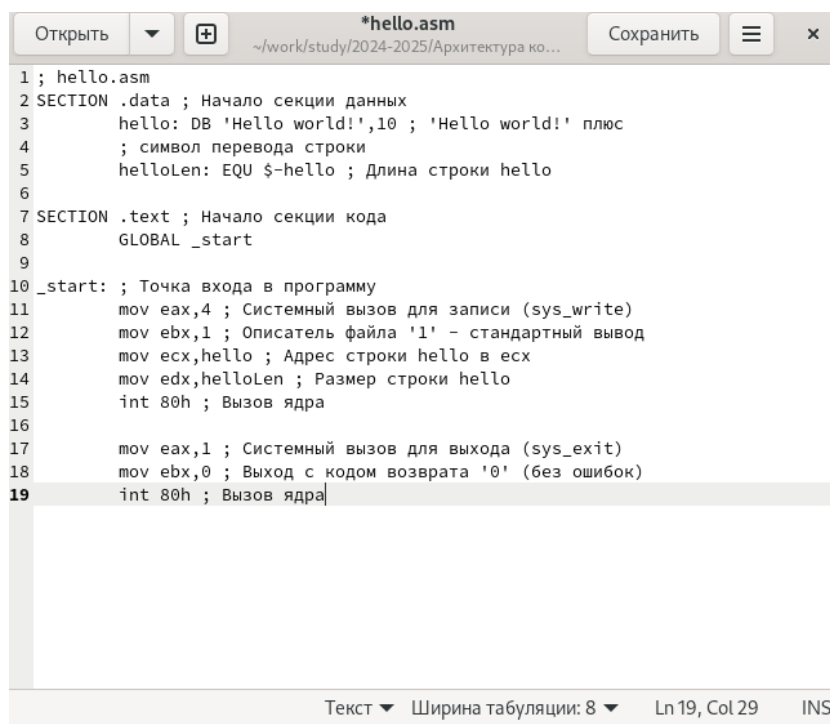 Открыть
*hello.asm
~/work/study/2024-2025/Архитектура ко...
Сохранить
1 ; hello.asm
2 SECTION .data ; Начало секции данных
3         hello: DB 'Hello world!',10 ; 'Hello world!' плюс
4         ; символ перевода строки
5         helloLen: EQU $-hello ; Длина строки hello
6
7 SECTION .text ; Начало секции кода
8         GLOBAL _start
9
10 _start: ; Точка входа в программу
11         mov eax,4 ; Системный вызов для записи (sys_write)
12         mov ebx,1 ; Описатель файла '1' - стандартный вывод
13         mov ecx,hello ; Адрес строки hello в ecx
14         mov edx,helloLen ; Размер строки hello
15         int 80h ; Вызов ядра
16
17         mov eax,1 ; Системный вызов для выхода (sys_exit)
18         mov ebx,0 ; Выход с кодом возврата '0' (без ошибок)
19         int 80h ; Вызов ядра
Текст Ширина табуляции: 8 Ln 19, Col 29 INS